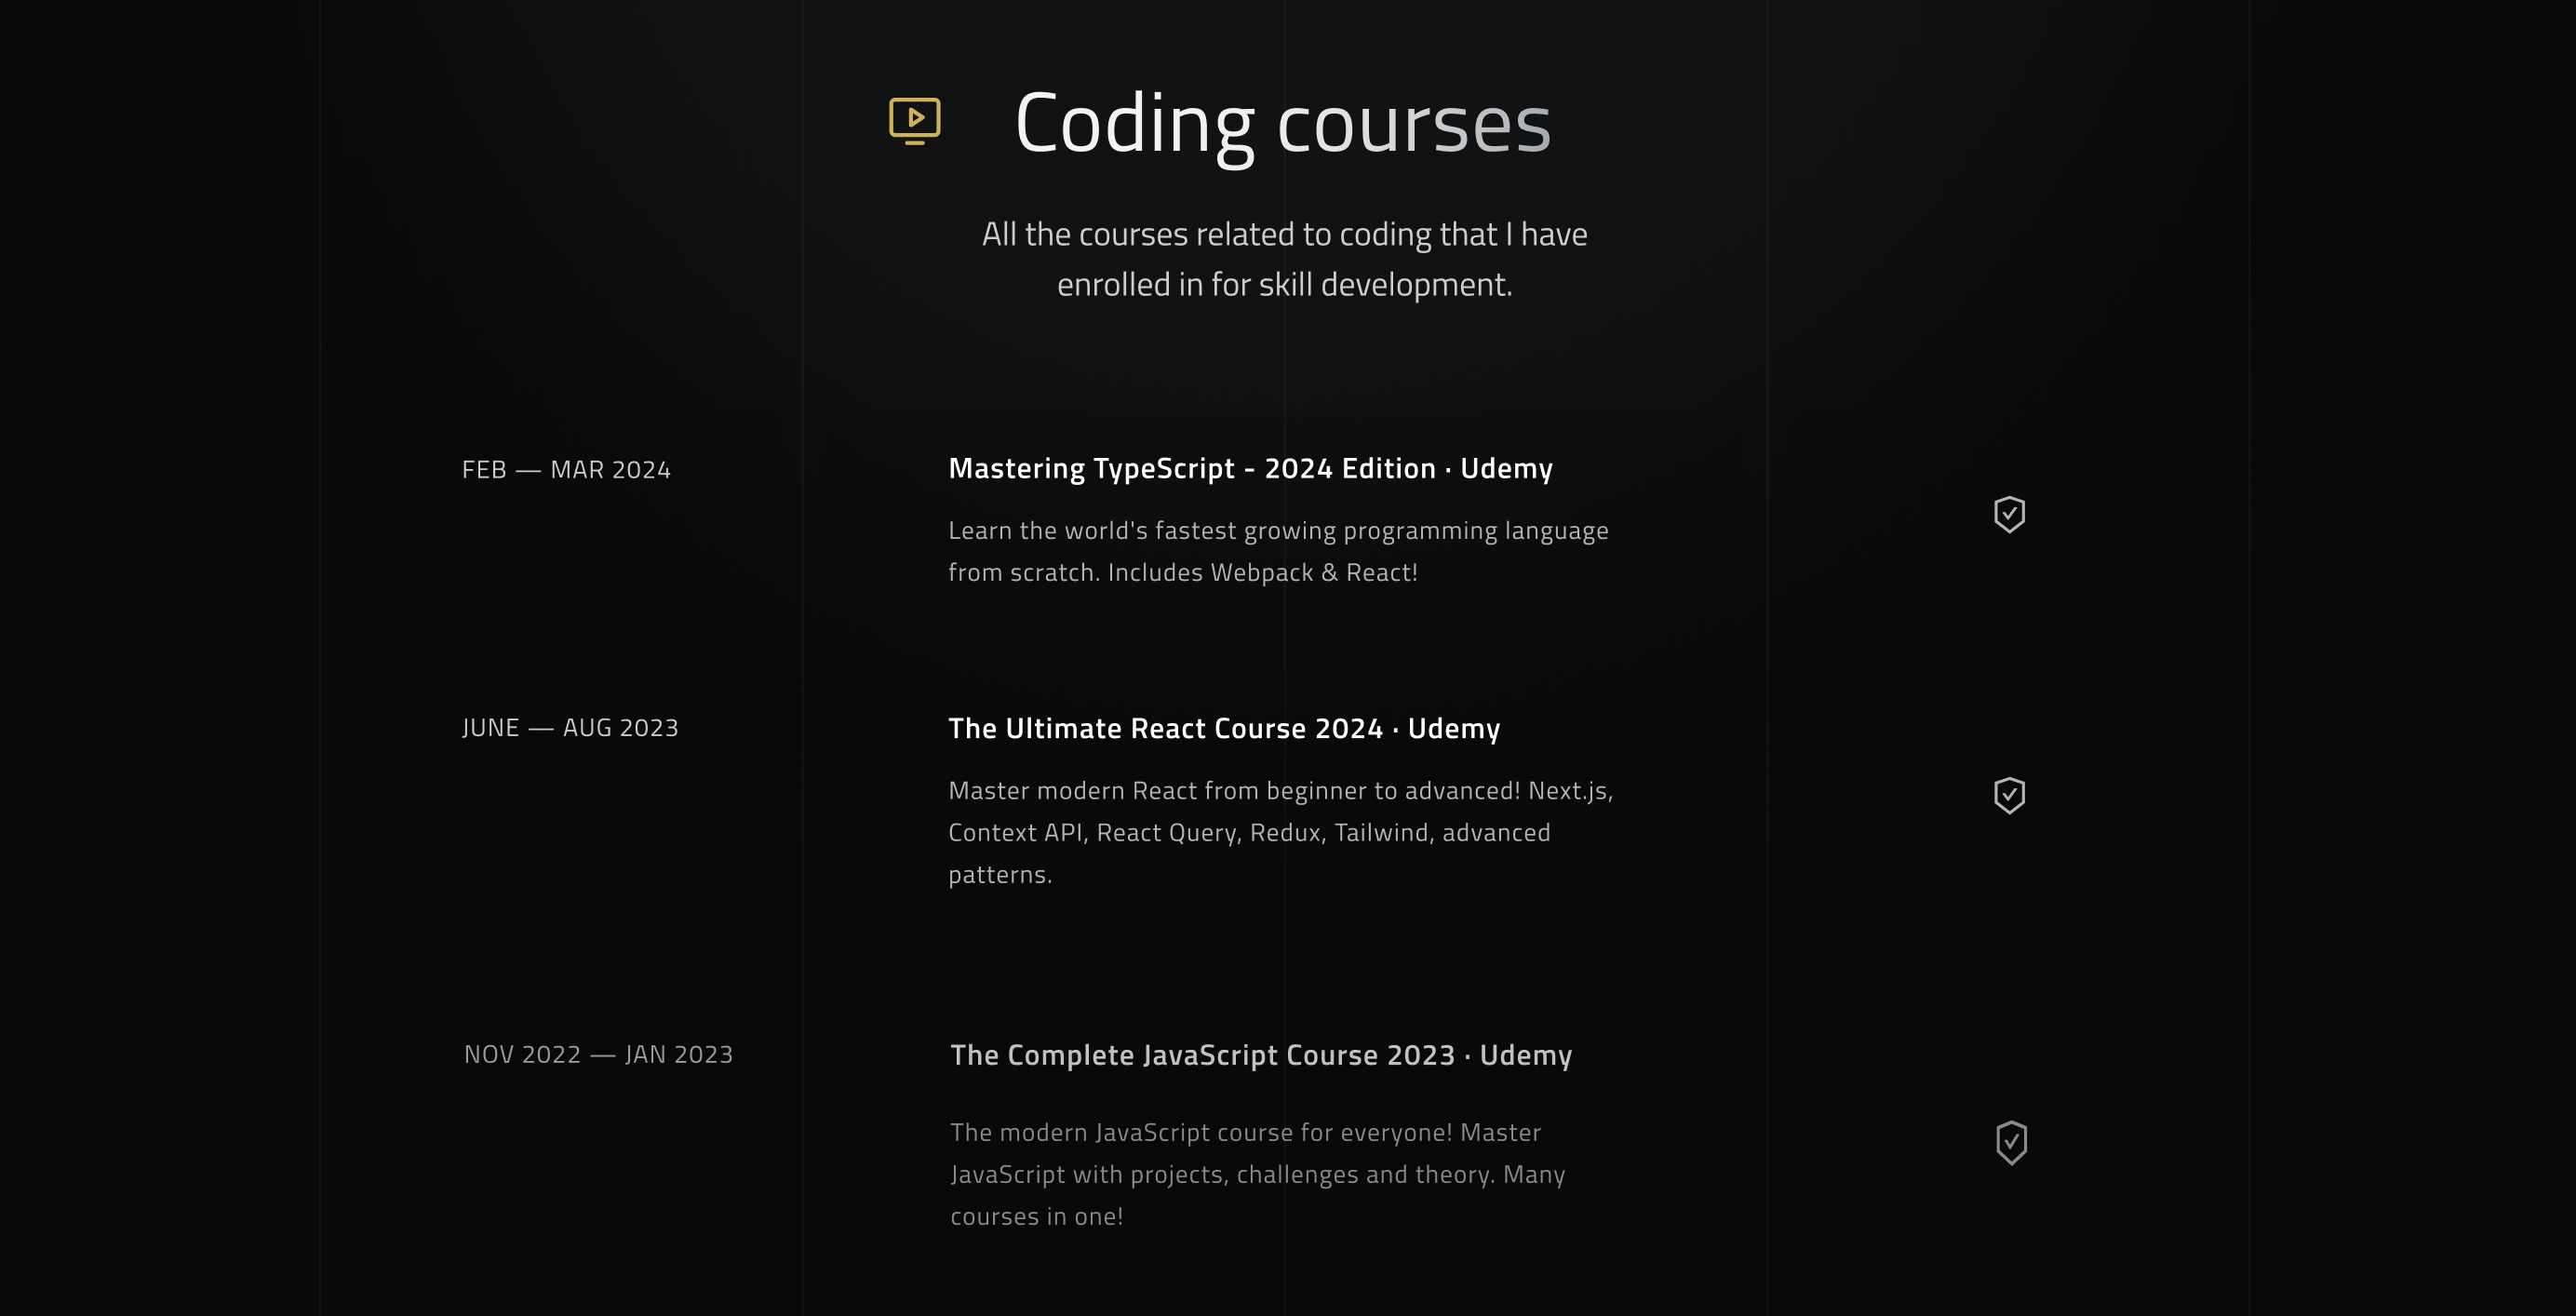 Coding courses
All the courses related to coding that I have
enrolled in for skill development.
FEB — MAR 2024
Mastering TypeScript - 2024 Edition · Udemy
Learn the world's fastest growing programming language
from scratch. Includes Webpack & React!
JUNE — AUG 2023
The Ultimate React Course 2024 · Udemy
Master modern React from beginner to advanced! Next.js,
Context API, React Query, Redux, Tailwind, advanced
patterns.
NOV 2022 — JAN 2023
The Complete JavaScript Course 2023 · Udemy
The modern JavaScript course for everyone! Master
JavaScript with projects, challenges and theory. Many
courses in one!